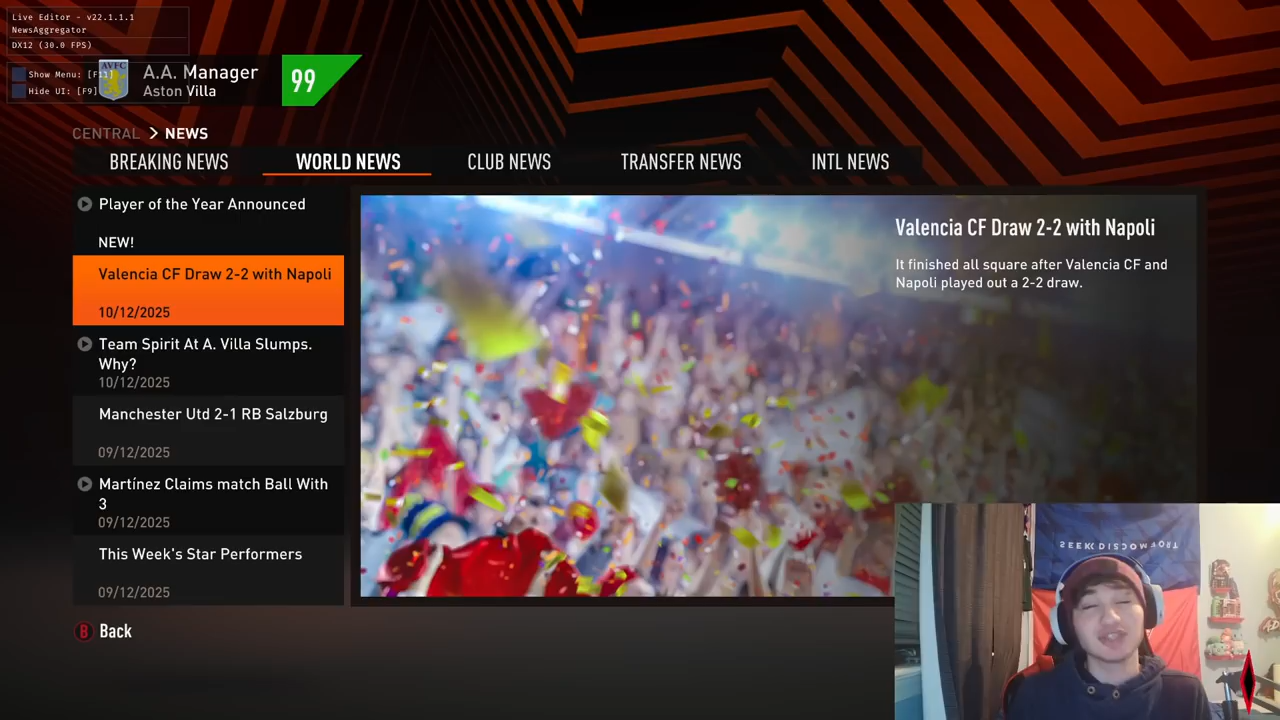 Live Editor - v22.1.1.1
NewsAggregator
DX12 (30.0 FPS)
Show Menu: [F11]
Hide UI: [F9]
AVFC
A.A. Manager
Aston Villa
99
CENTRAL > NEWS
BREAKING NEWS
WORLD NEWS
CLUB NEWS
TRANSFER NEWS
INTL NEWS
Player of the Year Announced
NEW!
Valencia CF Draw 2-2 with Napoli
10/12/2025
Team Spirit At A. Villa Slumps.
Why?
10/12/2025
Manchester Utd 2-1 RB Salzburg
09/12/2025
Martínez Claims match Ball With
3
09/12/2025
This Week's Star Performers
09/12/2025
Valencia CF Draw 2-2 with Napoli
It finished all square after Valencia CF and
Napoli played out a 2-2 draw.
SEEK DISCOMFORT
B Back